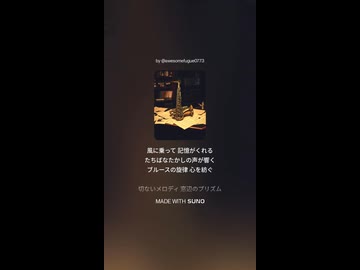 by @awesomefugue0773
風に乗って 記憶がくれる
たちばなたかしの声が響く
ブルースの旋律 心を紡ぐ
切ないメロディ 窓辺のプリズム
MADE WITH SUNO